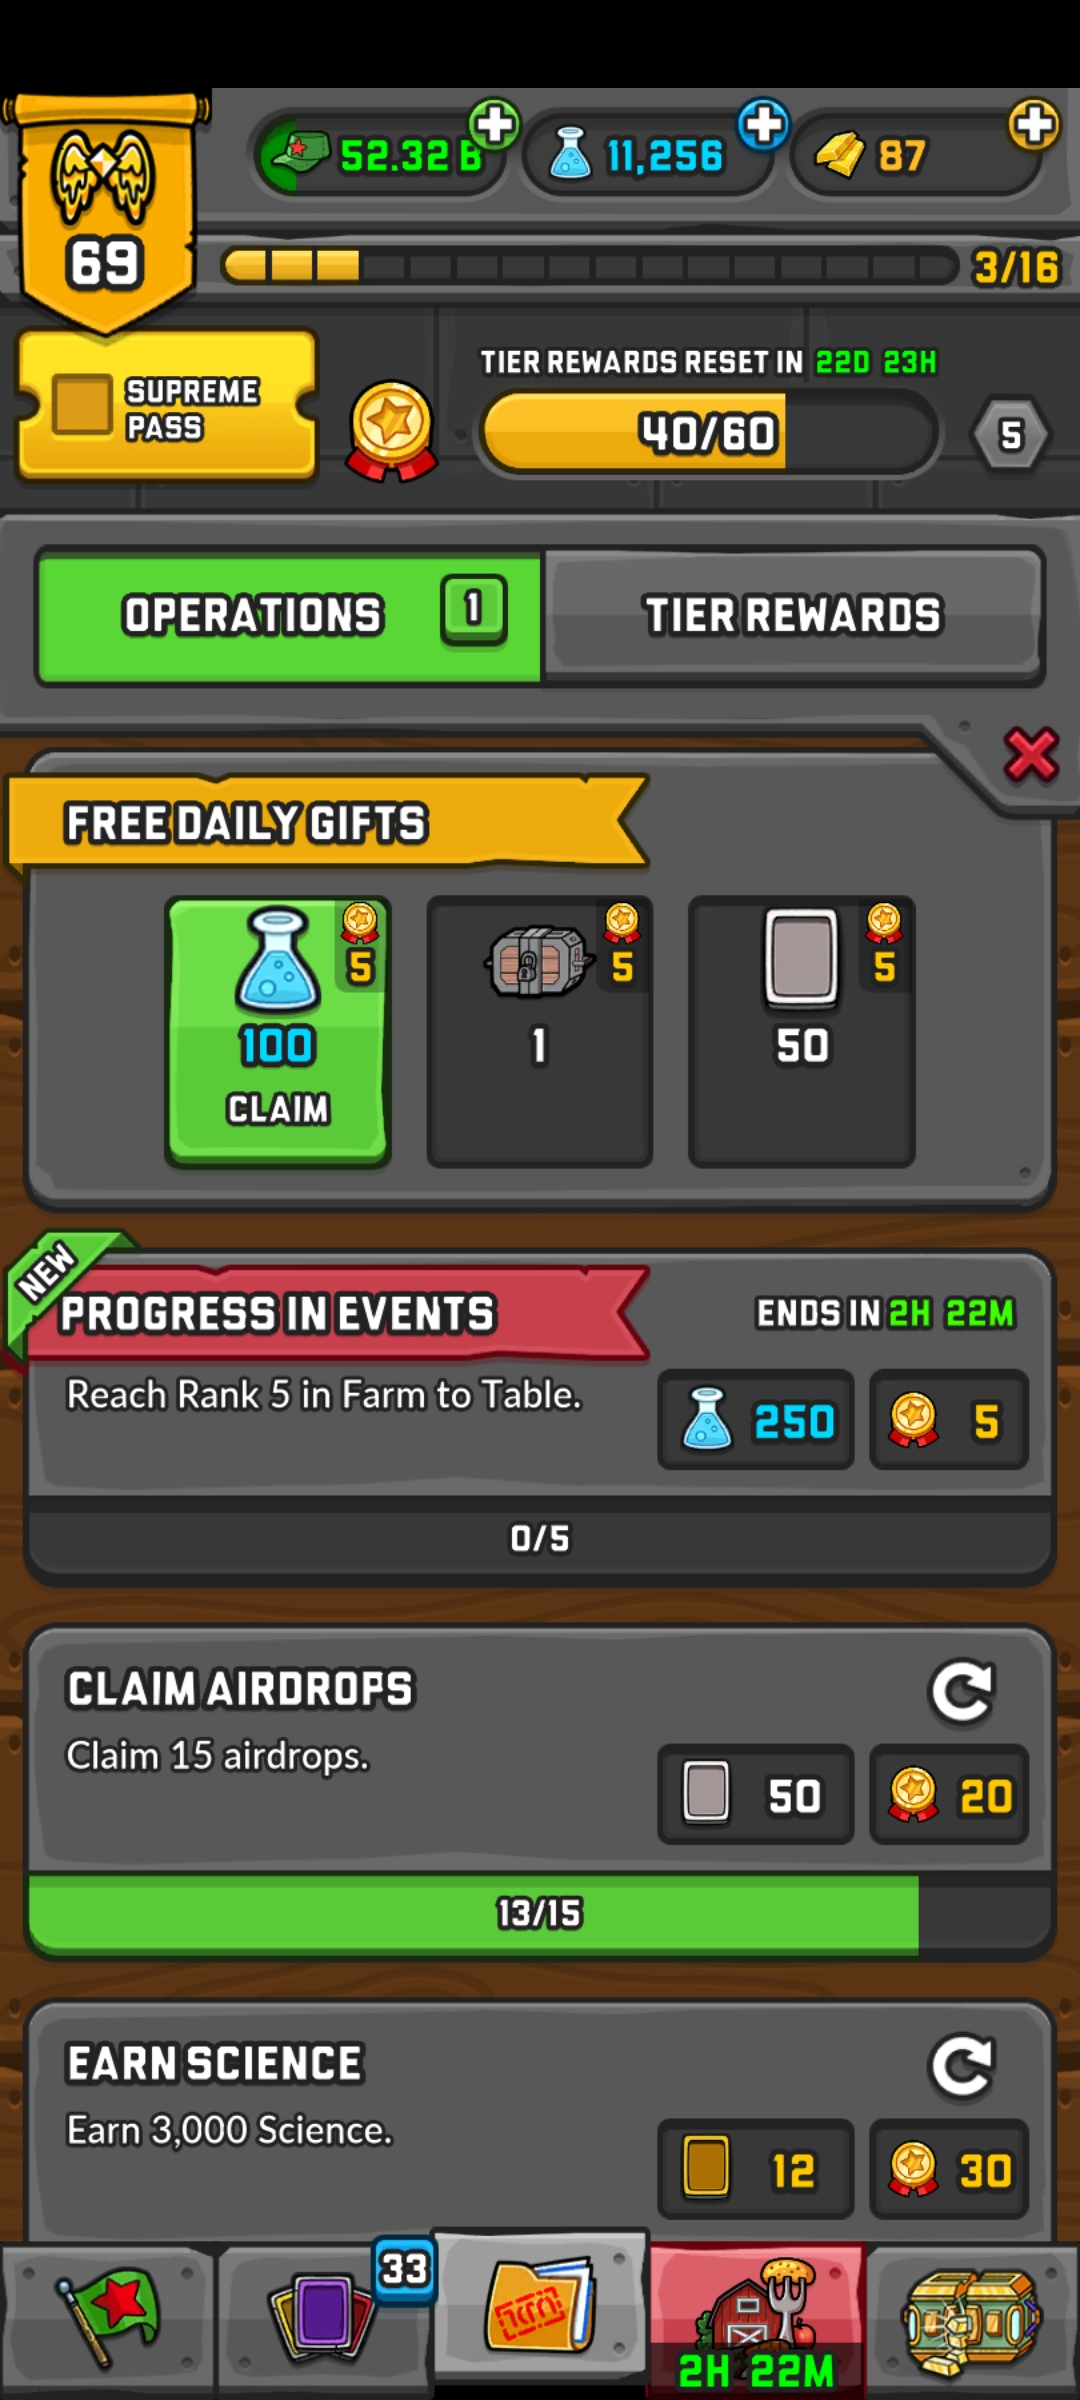 52.32 B
11,256
87
69
3/16
SUPREME
PASS
TIER REWARDS RESET IN 22D 23H
40/60
5
OPERATIONS 1
TIER REWARDS
FREE DAILY GIFTS
5
100
CLAIM
5
1
5
50
NEW
PROGRESS IN EVENTS
ENDS IN 2H 22M
Reach Rank 5 in Farm to Table.
250
5
0/5
CLAIM AIRDROPS
Claim 15 airdrops.
50
20
13/15
EARN SCIENCE
Earn 3,000 Science.
12
30
33
2H 22M